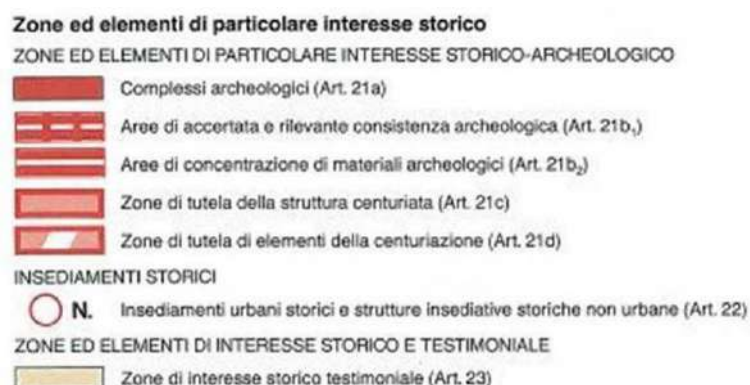 Zone ed elementi di particolare interesse storico
ZONE ED ELEMENTI DI PARTICOLARE INTERESSE STORICO-ARCHEOLOGICO
Complessi archeologici (Art. 21a)
Aree di accertata e rilevante consistenza archeologica (Art. 21b₁)
Aree di concentrazione di materiali archeologici (Art. 21b₂)
Zone di tutela della struttura centuriata (Art. 21c)
Zone di tutela di elementi della centuriazione (Art. 21d)
INSEDIAMENTI STORICI
N. Insediamenti urbani storici e strutture insediative storiche non urbane (Art. 22)
ZONE ED ELEMENTI DI INTERESSE STORICO E TESTIMONIALE
Zone di interesse storico testimoniale (Art. 23)